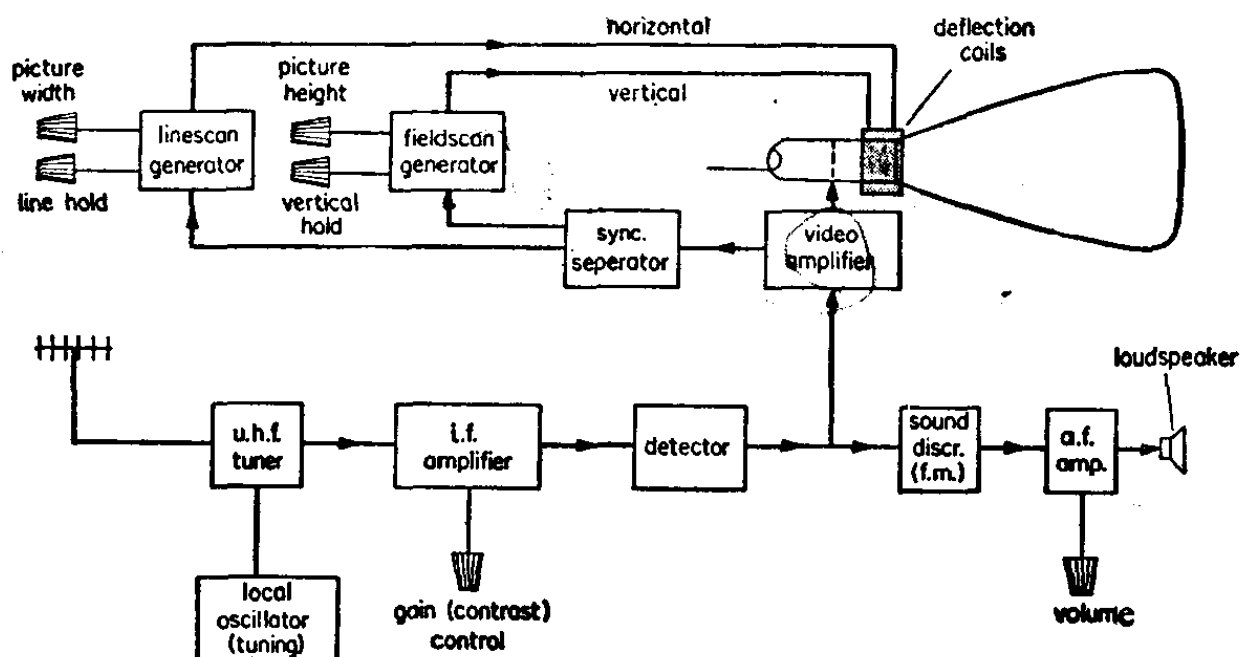 horizontal
deflection
coils
picture
width
picture
height
vertical
linescan
generator
fieldscan
generator
line hold
vertical
hold
sync.
seperator
video
amplifier
loudspeaker
u.h.f.
tuner
i.f.
amplifier
detector
sound
discr.
(f.m.)
a.f.
amp.
local
oscillator
(tuning)
gain (contrast)
control
volume